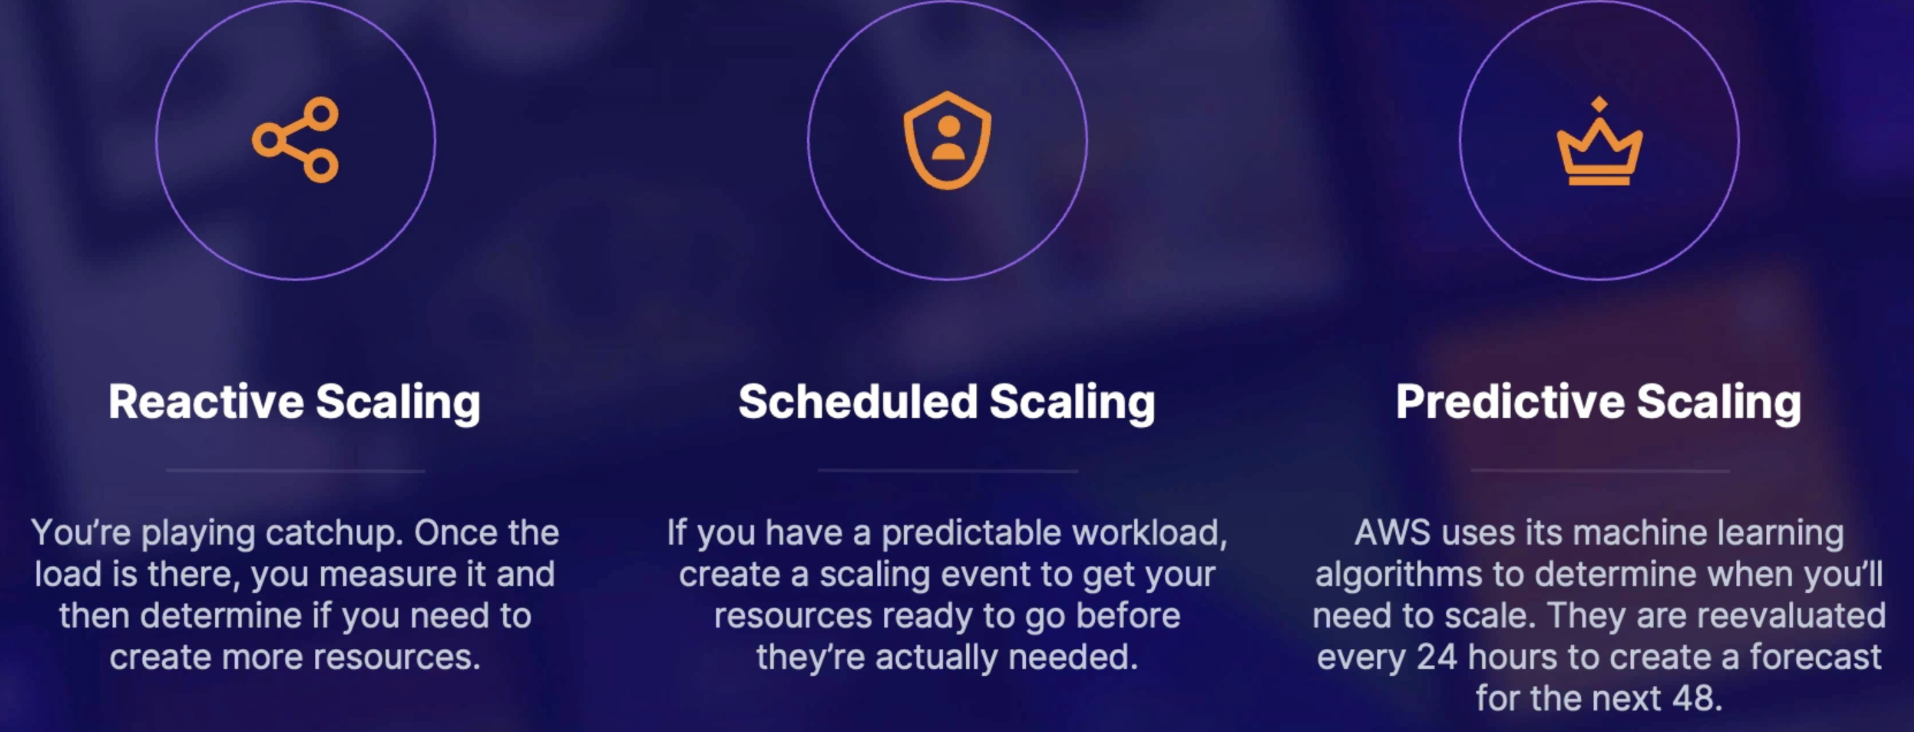 Reactive Scaling
You're playing catchup. Once the
load is there, you measure it and
then determine if you need to
create more resources.
Scheduled Scaling
If you have a predictable workload,
create a scaling event to get your
resources ready to go before
they're actually needed.
Predictive Scaling
AWS uses its machine learning
algorithms to determine when you'll
need to scale. They are reevaluated
every 24 hours to create a forecast
for the next 48.